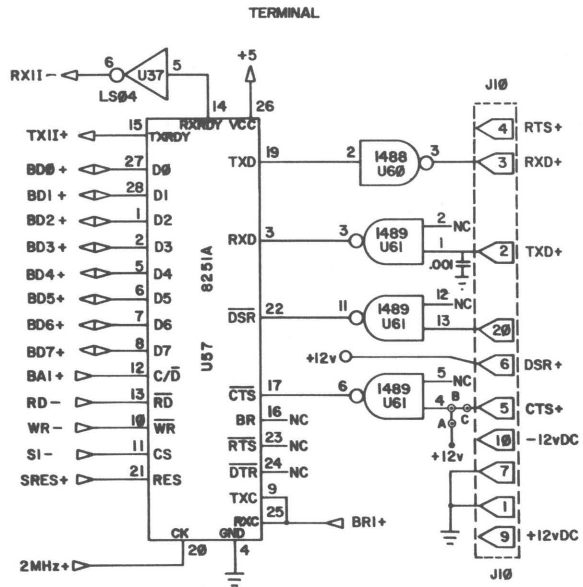 TERMINAL
+5
6 U37 5
RXII-
LS04
J10
14 26
4 RTS+
15 RXRDY VCC
TXII+ TXRDY
19 2 1488 3 3 RXD+
TXD U60
BD0+ 27 D0
BD1+ 28 D1
2 NC
BD2+ 1 D2
3 3 1489 1
BD3+ 2 D3 RXD U61 2 TXD+
.001
BD4+ 5 D4
8251A
12 NC
BD5+ 6 D5 22 11 1489
DSR U61 13 20
BD6+ 7 D6
+12v
BD7+ 8 D7 6 DSR+
U57
BA1+ 12 C/D 5 NC
17 6 1489
RD- 13 RD CTS U61 4 B 5 CTS+
16 A C
WR- 10 WR BR NC
10 -12vDC
23 +12v
S1- 11 CS RTS NC
24 7
SRES+ 21 RES DTR NC
9
TXC 1
25
RXC BR1+
CK GND 9 +12vDC
20 4
2MHz+
J10